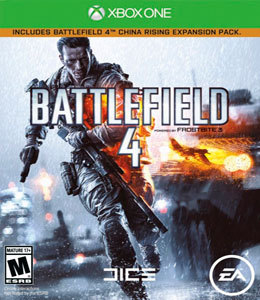 XBOX ONE
INCLUDES BATTLEFIELD 4™ CHINA RISING EXPANSION PACK.
BATTLEFIELD
4
POWERED BY FROSTBITE 3
MATURE 17+
M
ESRB
DICE
EA